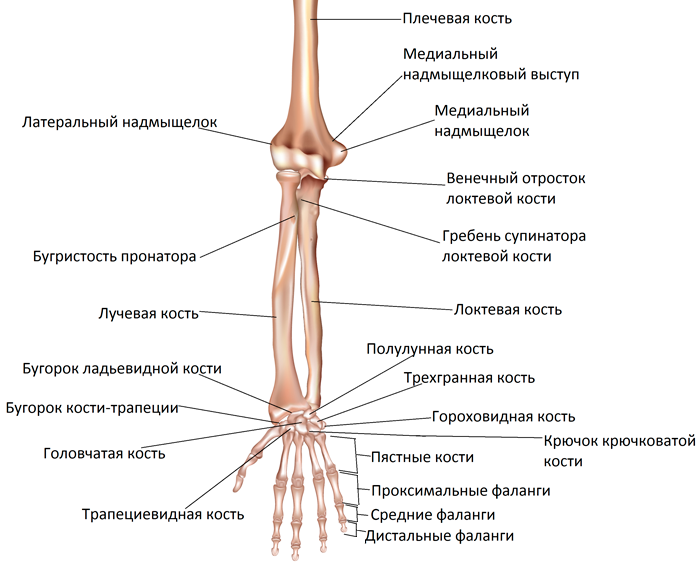 Плечевая кость
Медиальный
надмыщелковый выступ
Латеральный надмыщелок
Медиальный
надмыщелок
Венечный отросток
локтевой кости
Гребень супинатора
локтевой кости
Бугристость пронатора
Лучевая кость
Локтевая кость
Полулунная кость
Бугорок ладьевидной кости
Трехгранная кость
Бугорок кости-трапеции
Гороховидная кость
Крючок крючковатой
кости
Головчатая кость
Пястные кости
Проксимальные фаланги
Трапециевидная кость
Средние фаланги
Дистальные фаланги